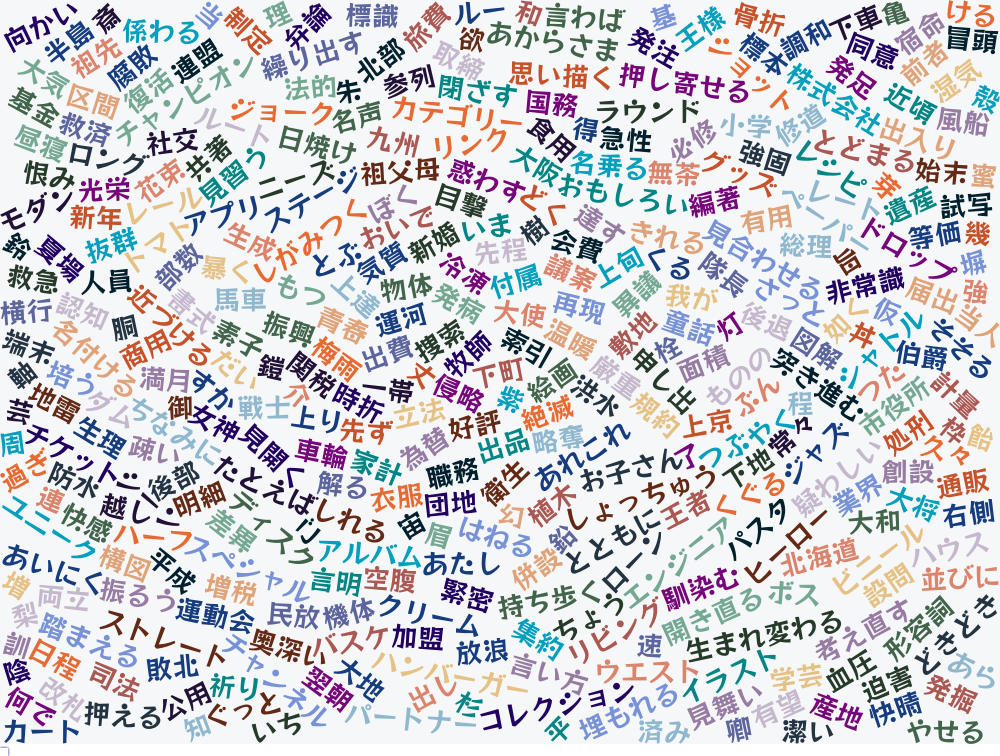 向かい
半島
斎
係わる
当
製
定
理
弁論
標識
旅費
ルー
和
言わば
基
王様
骨折
標本
調和
下車
亀
宿命
ける
冒頭
大気
祖先
腐敗
復活
連盟
チャンピオン
繰り出す
法的
朱
北部
取締
欲
あからさま
発注
ショット
同意
前者
湿気
殻
基金
区間
救済
ルート
ジョーク
名声
参列
閉ざす
カテゴリー
思い描く
押し寄せる
国務
ラウンド
株式会社
発足
近頃
風船
昼寝
ロング
社交
共著
日焼け
九州
リンク
食用
得
急性
必修
小学
修道
出入り
とどまる
始末
蜜
恨み
光栄
花束
見習う
ニーズ
祖父母
惑わす
大阪
名乗る
無茶
グッズ
強固
レシピ
芽
遺産
試写
モダン
新年
レール
アプリ
ステージ
ぼく
目撃
どく
おもしろい
編著
有用
ペーパー
ドロップ
等価
幾
鈴
夏場
抜群
マト
生成
しがみつく
おいで
新婚
いま
先程
樹
会費
達す
きれる
見合わせる
総理
缶
堀
救急
人員
部数
暴く
とぶ
気質
冷凍
付属
議案
上旬
くる
隊長
さっと
非常識
届出
強
横行
認知
胴
近づける
書式
馬車
もつ
上達
物体
発病
大使
再現
異議
我が
後退
仮
如く
丼
当人
端末
名付ける
商用
素子
振興
青春
運河
捜索
牧師
索引
温暖
敷地
童話
灯
図解
シャトル
伯爵
そそる
軸
培う
満月
だい
鎧
梅雨
関税
出費
一帯
時折
下町
絵画
厳重
申し出
栓
面積
ものの
突き進む
つた
計量
芸
地雷
ダム
ちなみに
すか
御
女神
戦士
介
上り
先ず
立法
侵略
好評
紫
絶滅
洪水
規約
上京
ぶん
程
市役所
枠
飴
周
チケット
生理
疎い
見開く
車輪
家計
為替
出品
略奪
あれこれ
お子さん
了
つぶやく
常々
ジャズ
処刑
過ぎ
防水
後部
たとえば
解る
衣服
職務
団地
衛生
植木
しょっちゅう
下地
くぐる
疑わしい
創設
通販
連
快感
越しこ
明細
ディスク
しれる
宙
眉
はねる
幻
鉛
とともに
王者
パスタ
業界
大将
右側
ユニーク
ハーフ
差異
アルバム
あたし
併設
ローン
エンジニア
ヒーロー
大和
ハウス
あいにく
構図
平成
スペシャル
増税
言明
空腹
緊密
持ち歩く
馴染む
北海道
ビニール
設問
並びに
増
梨
両立
振るう
運動会
民放
機体
クリーム
集約
ちょう
リビング
速
開き直る
ボス
考え直す
形容詞
どきどき
訓
踏まえる
ストレート
チャンネル
奥深い
バスケ
加盟
放浪
言い方
ウエスト
生まれ変わる
血圧
迫害
あら
陰
日程
司法
敗北
祈り
翌朝
大地
ハンバーガー
出し
杉
コレクション
イラスト
学芸
産地
快晴
発掘
何で
改札
押える
公用
ぐっと
パートナー
平
埋もれる
見舞い
有望
カート
知
いち
済み
卿
潔い
やせる